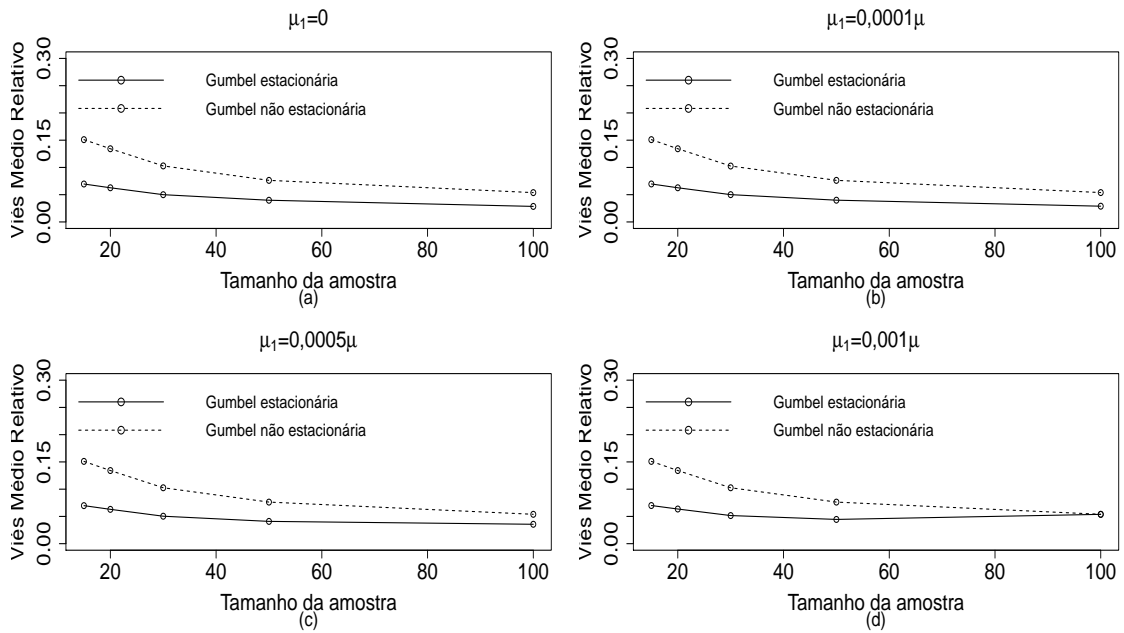 μ₁=0
Viés Médio Relativo
0.00 0.15 0.30
Gumbel estacionária
Gumbel não estacionária
20 40 60 80 100
Tamanho da amostra
(a)
μ₁=0,0001μ
Viés Médio Relativo
0.00 0.15 0.30
Gumbel estacionária
Gumbel não estacionária
20 40 60 80 100
Tamanho da amostra
(b)
μ₁=0,0005μ
Viés Médio Relativo
0.00 0.15 0.30
Gumbel estacionária
Gumbel não estacionária
20 40 60 80 100
Tamanho da amostra
(c)
μ₁=0,001μ
Viés Médio Relativo
0.00 0.15 0.30
Gumbel estacionária
Gumbel não estacionária
20 40 60 80 100
Tamanho da amostra
(d)